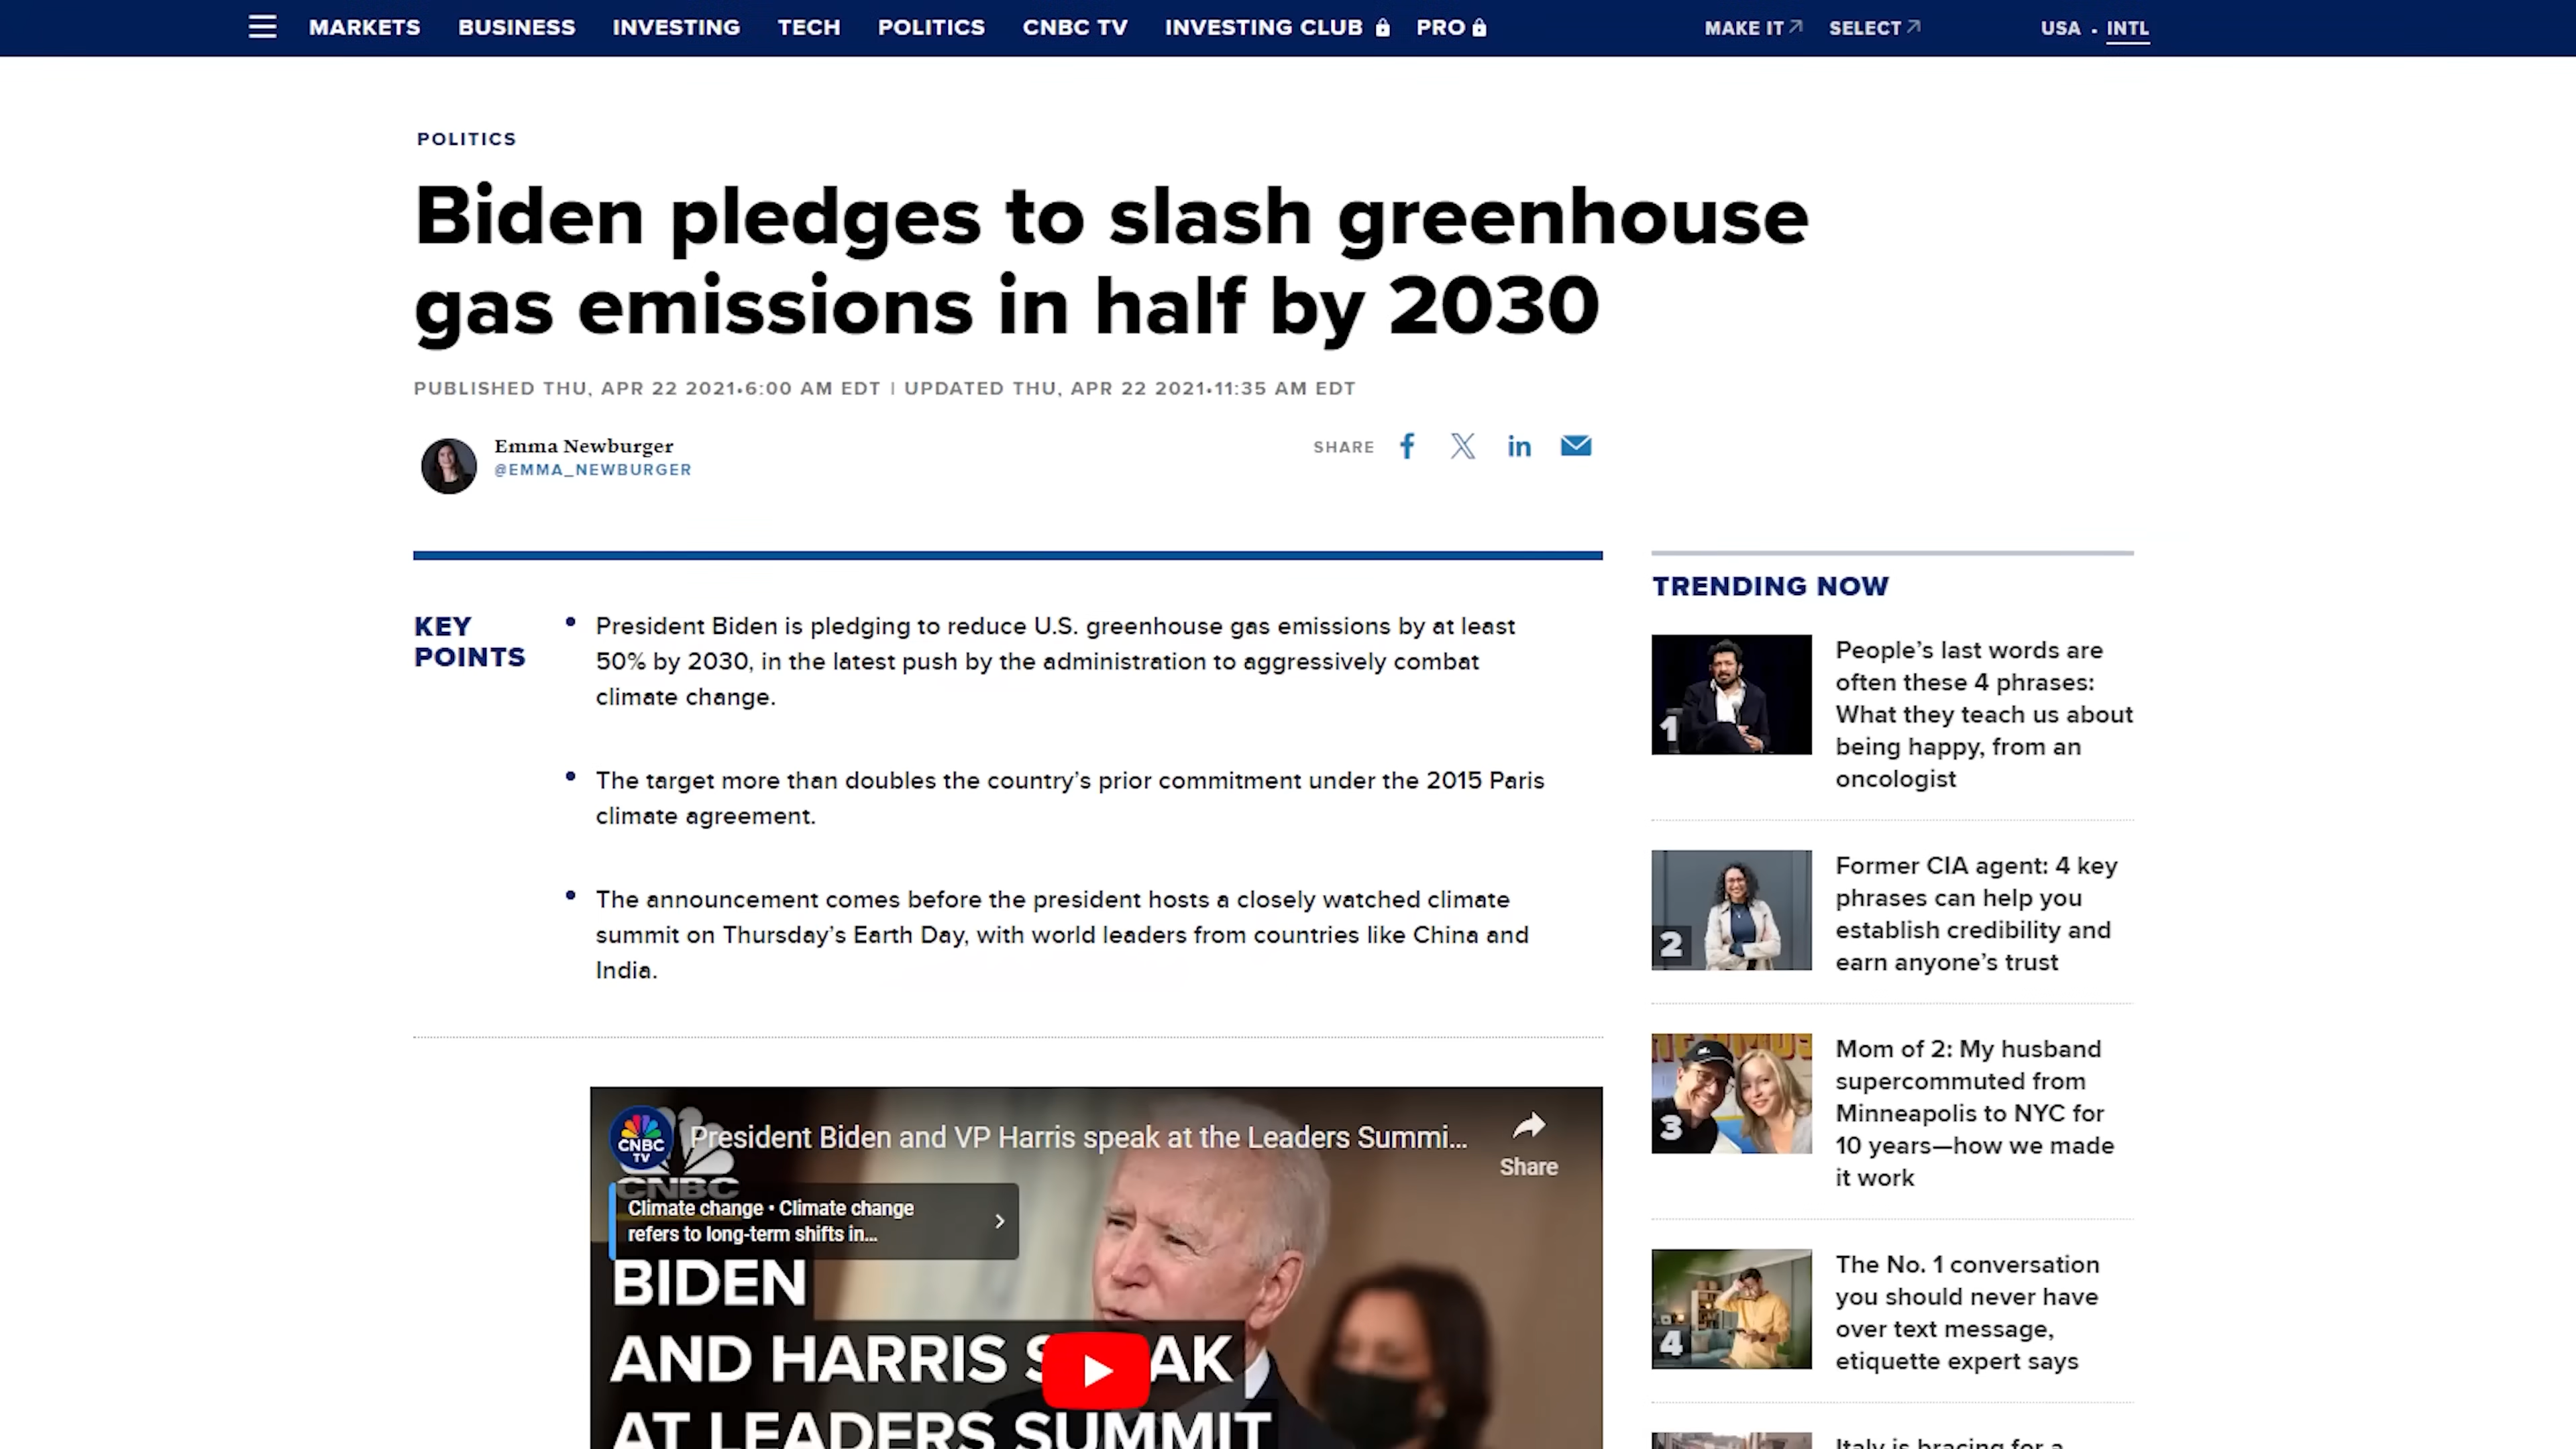 MARKETS BUSINESS INVESTING TECH POLITICS CNBC TV INVESTING CLUB PRO MAKE IT SELECT USA • INTL
POLITICS
Biden pledges to slash greenhouse
gas emissions in half by 2030
PUBLISHED THU, APR 22 2021•6:00 AM EDT | UPDATED THU, APR 22 2021•11:35 AM EDT
Emma Newburger
@EMMA_NEWBURGER
SHARE
KEY
POINTS
• President Biden is pledging to reduce U.S. greenhouse gas emissions by at least
50% by 2030, in the latest push by the administration to aggressively combat
climate change.
• The target more than doubles the country’s prior commitment under the 2015 Paris
climate agreement.
• The announcement comes before the president hosts a closely watched climate
summit on Thursday’s Earth Day, with world leaders from countries like China and
India.
CNBC
TV
President Biden and VP Harris speak at the Leaders Summi...
Share
CNBC
Climate change • Climate change
refers to long-term shifts in...
BIDEN
AND HARRIS S AK
AT LEADERS SUMMIT
TRENDING NOW
1
People’s last words are
often these 4 phrases:
What they teach us about
being happy, from an
oncologist
2
Former CIA agent: 4 key
phrases can help you
establish credibility and
earn anyone’s trust
3
Mom of 2: My husband
supercommuted from
Minneapolis to NYC for
10 years—how we made
it work
4
The No. 1 conversation
you should never have
over text message,
etiquette expert says
Italy is bracing for a